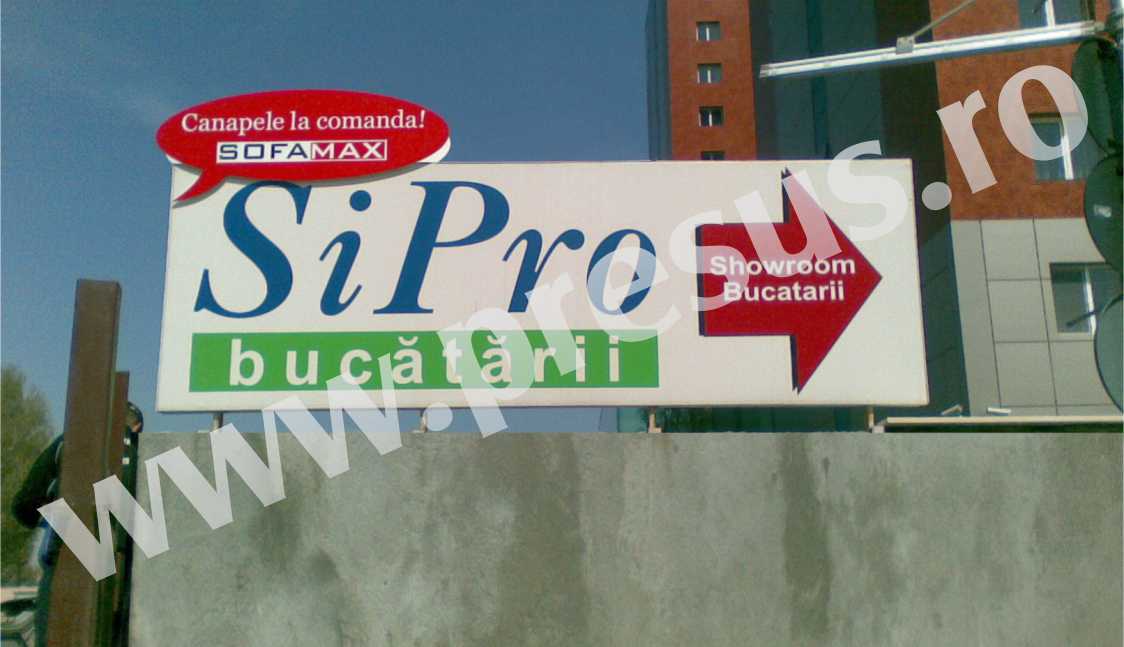 Canapele la comanda!
SOFAMAX
SiPro
bucătării
Showroom
Bucatarii
www.presus.ro